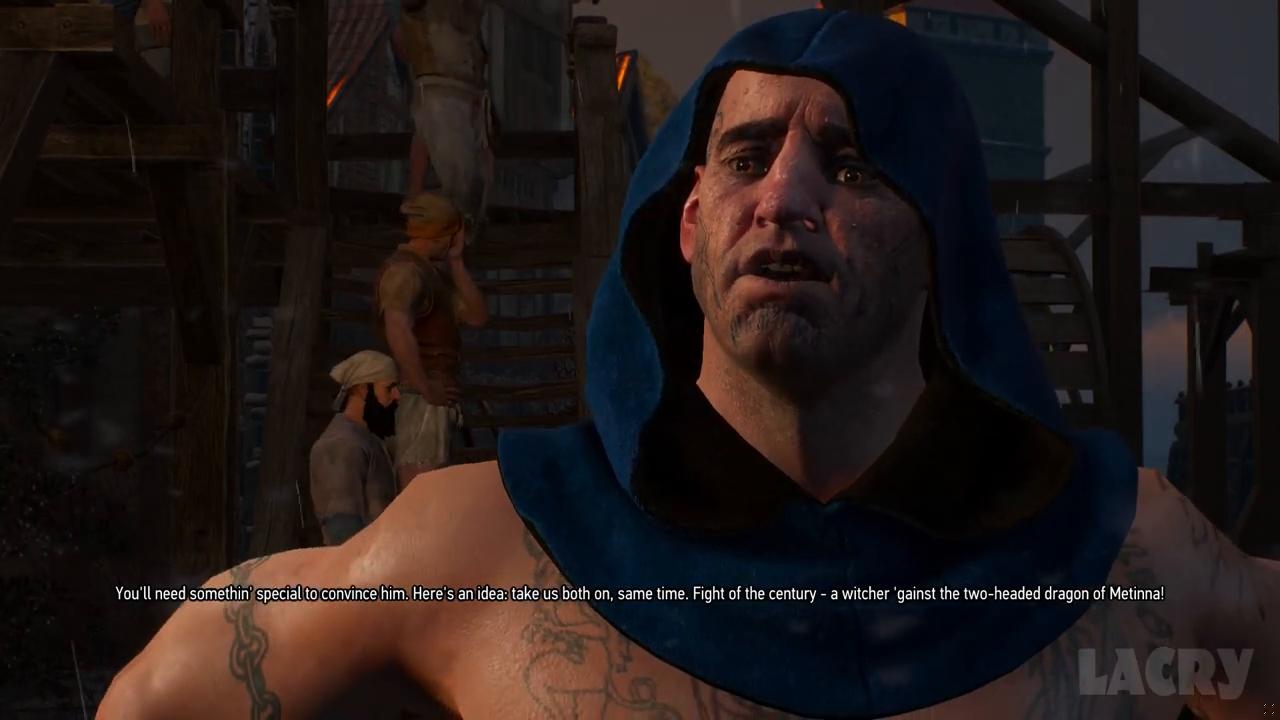 You'll need somethin' special to convince him. Here's an idea: take us both on, same time. Fight of the century - a witcher 'gainst the two-headed dragon of Metinna!
LACRY